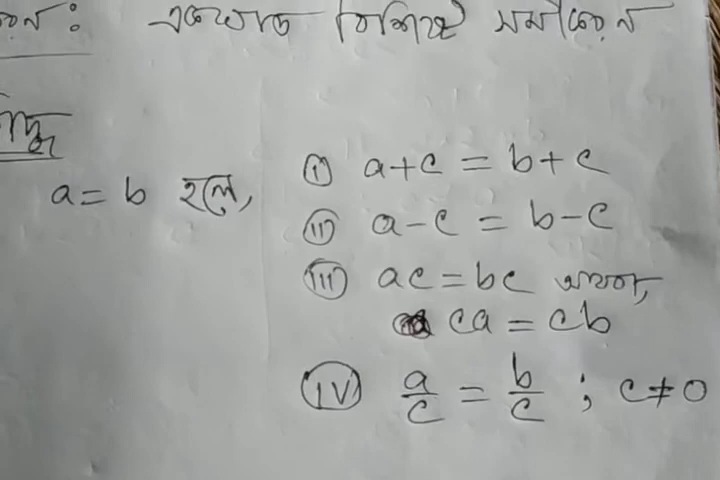 একঘাত বিশিষ্ট সমীকরণ
a = b হলে,
(i) a+c = b+c
(ii) a-c = b-c
(iii) ac = bc অথবা,
ca = cb
(iv) a/c = b/c ; c≠0